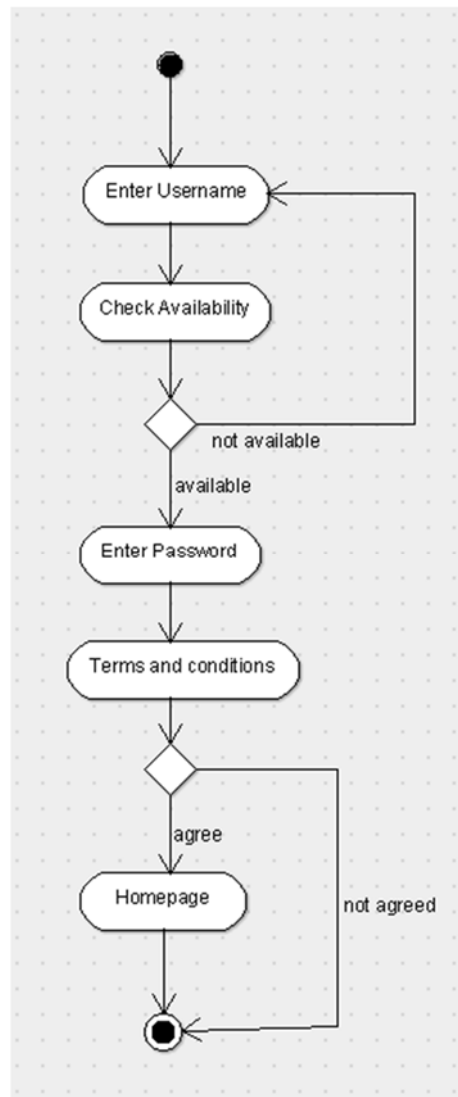 Enter Username
Check Availability
not available
available
Enter Password
Terms and conditions
agree
Homepage
not agreed